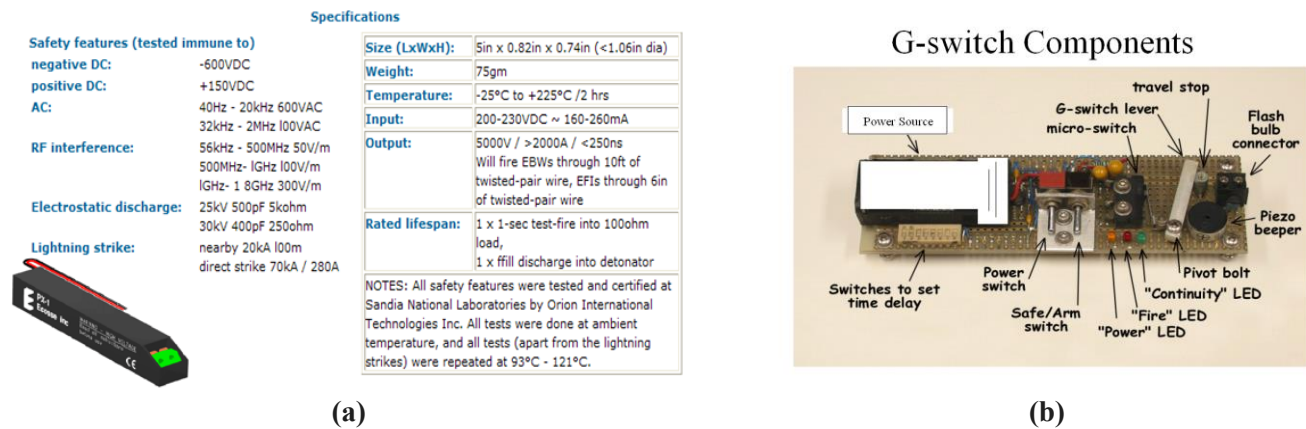 Specifications
Safety features (tested immune to)
negative DC: -600VDC
positive DC: +150VDC
AC: 40Hz - 20kHz 600VAC
32kHz - 2MHz l00VAC
RF interference: 56kHz - 500MHz 50V/m
500MHz- lGHz l00V/m
lGHz- 1 8GHz 300V/m
Electrostatic discharge: 25kV 500pF 5kohm
30kV 400pF 250ohm
Lightning strike: nearby 20kA l00m
direct strike 70kA / 280A
PX-1
Ecoson Inc
CE
Size (LxWxH): 5in x 0.82in x 0.74in (<1.06in dia)
Weight: 75gm
Temperature: -25°C to +225°C /2 hrs
Input: 200-230VDC ~ 160-260mA
Output: 5000V / >2000A / <250ns
Will fire EBWs through 10ft of
twisted-pair wire, EFIs through 6in
of twisted-pair wire
Rated lifespan: 1 x 1-sec test-fire into 100ohm
load,
1 x ffill discharge into detonator
NOTES: All safety features were tested and certified at
Sandia National Laboratories by Orion International
Technologies Inc. All tests were done at ambient
temperature, and all tests (apart from the lightning
strikes) were repeated at 93°C - 121°C.
(a)
G-switch Components
travel stop
G-switch lever
micro-switch
Flash
bulb
connector
Power Source
Piezo
beeper
Switches to set
time delay
Power
switch
Safe/Arm
switch
Pivot bolt
"Continuity" LED
"Fire" LED
"Power" LED
(b)